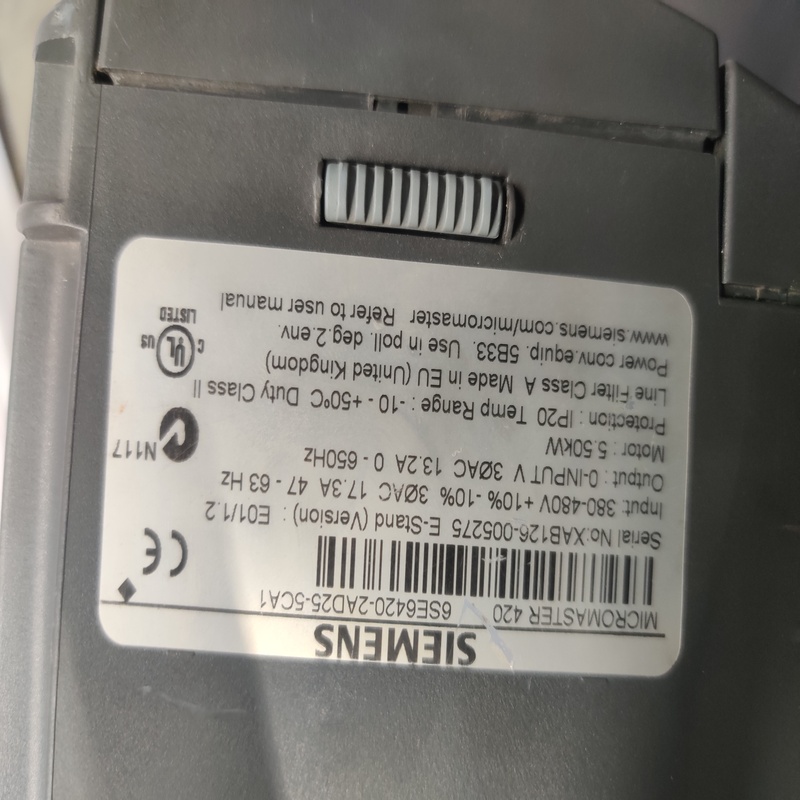 SIEMENS
MICROMASTER 420 6SE6420-2AD25-5CA1
Serial No:XAB126-005275 E-Stand (Version) : E01/1.2
Input: 380-480V +10% -10% 3ØAC 17.3A 47 - 63 Hz
Output : 0-INPUT V 3ØAC 13.2A 0 - 650Hz
Motor : 5.50kW
Protection : IP20 Temp Range : -10 - +50ºC Duty Class II
Line Filter Class A Made in EU (United Kingdom)
Power conv.equip. 5B33. Use in poll. deg.2.env.
www.siemens.com/micromaster Refer to user manual
CE
N117
C UL US
LISTED